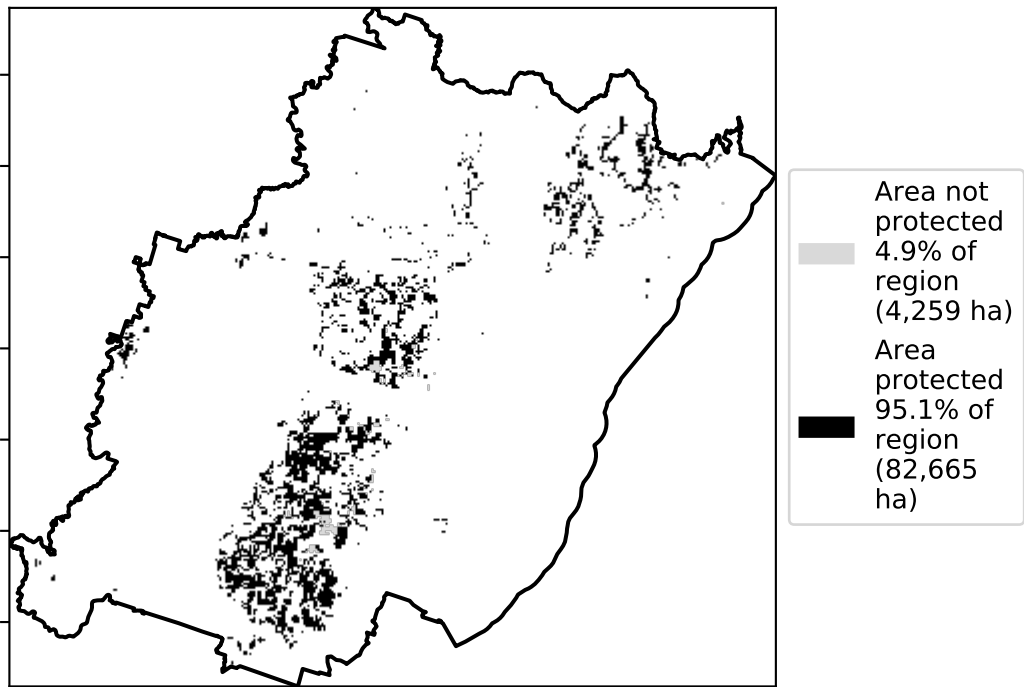 Area not
protected
4.9% of
region
(4,259 ha)
Area
protected
95.1% of
region
(82,665
ha)